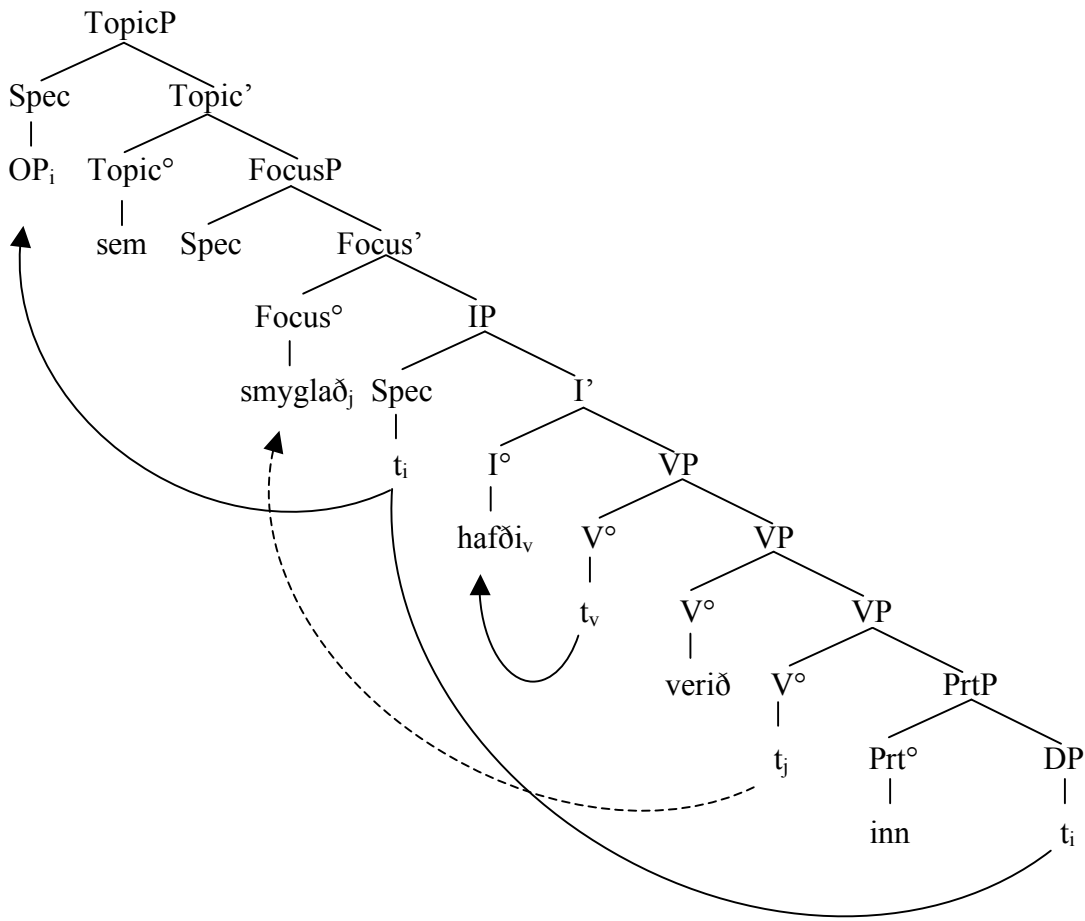 TopicP
Spec Topic’
OPᵢ Topic° FocusP
sem Spec Focus’
Focus° IP
smyglaðⱼ Spec I’
tᵢ I° VP
hafðiᵥ V° VP
tᵥ V° VP
verið V° PrtP
tⱼ Prt° DP
inn tᵢ